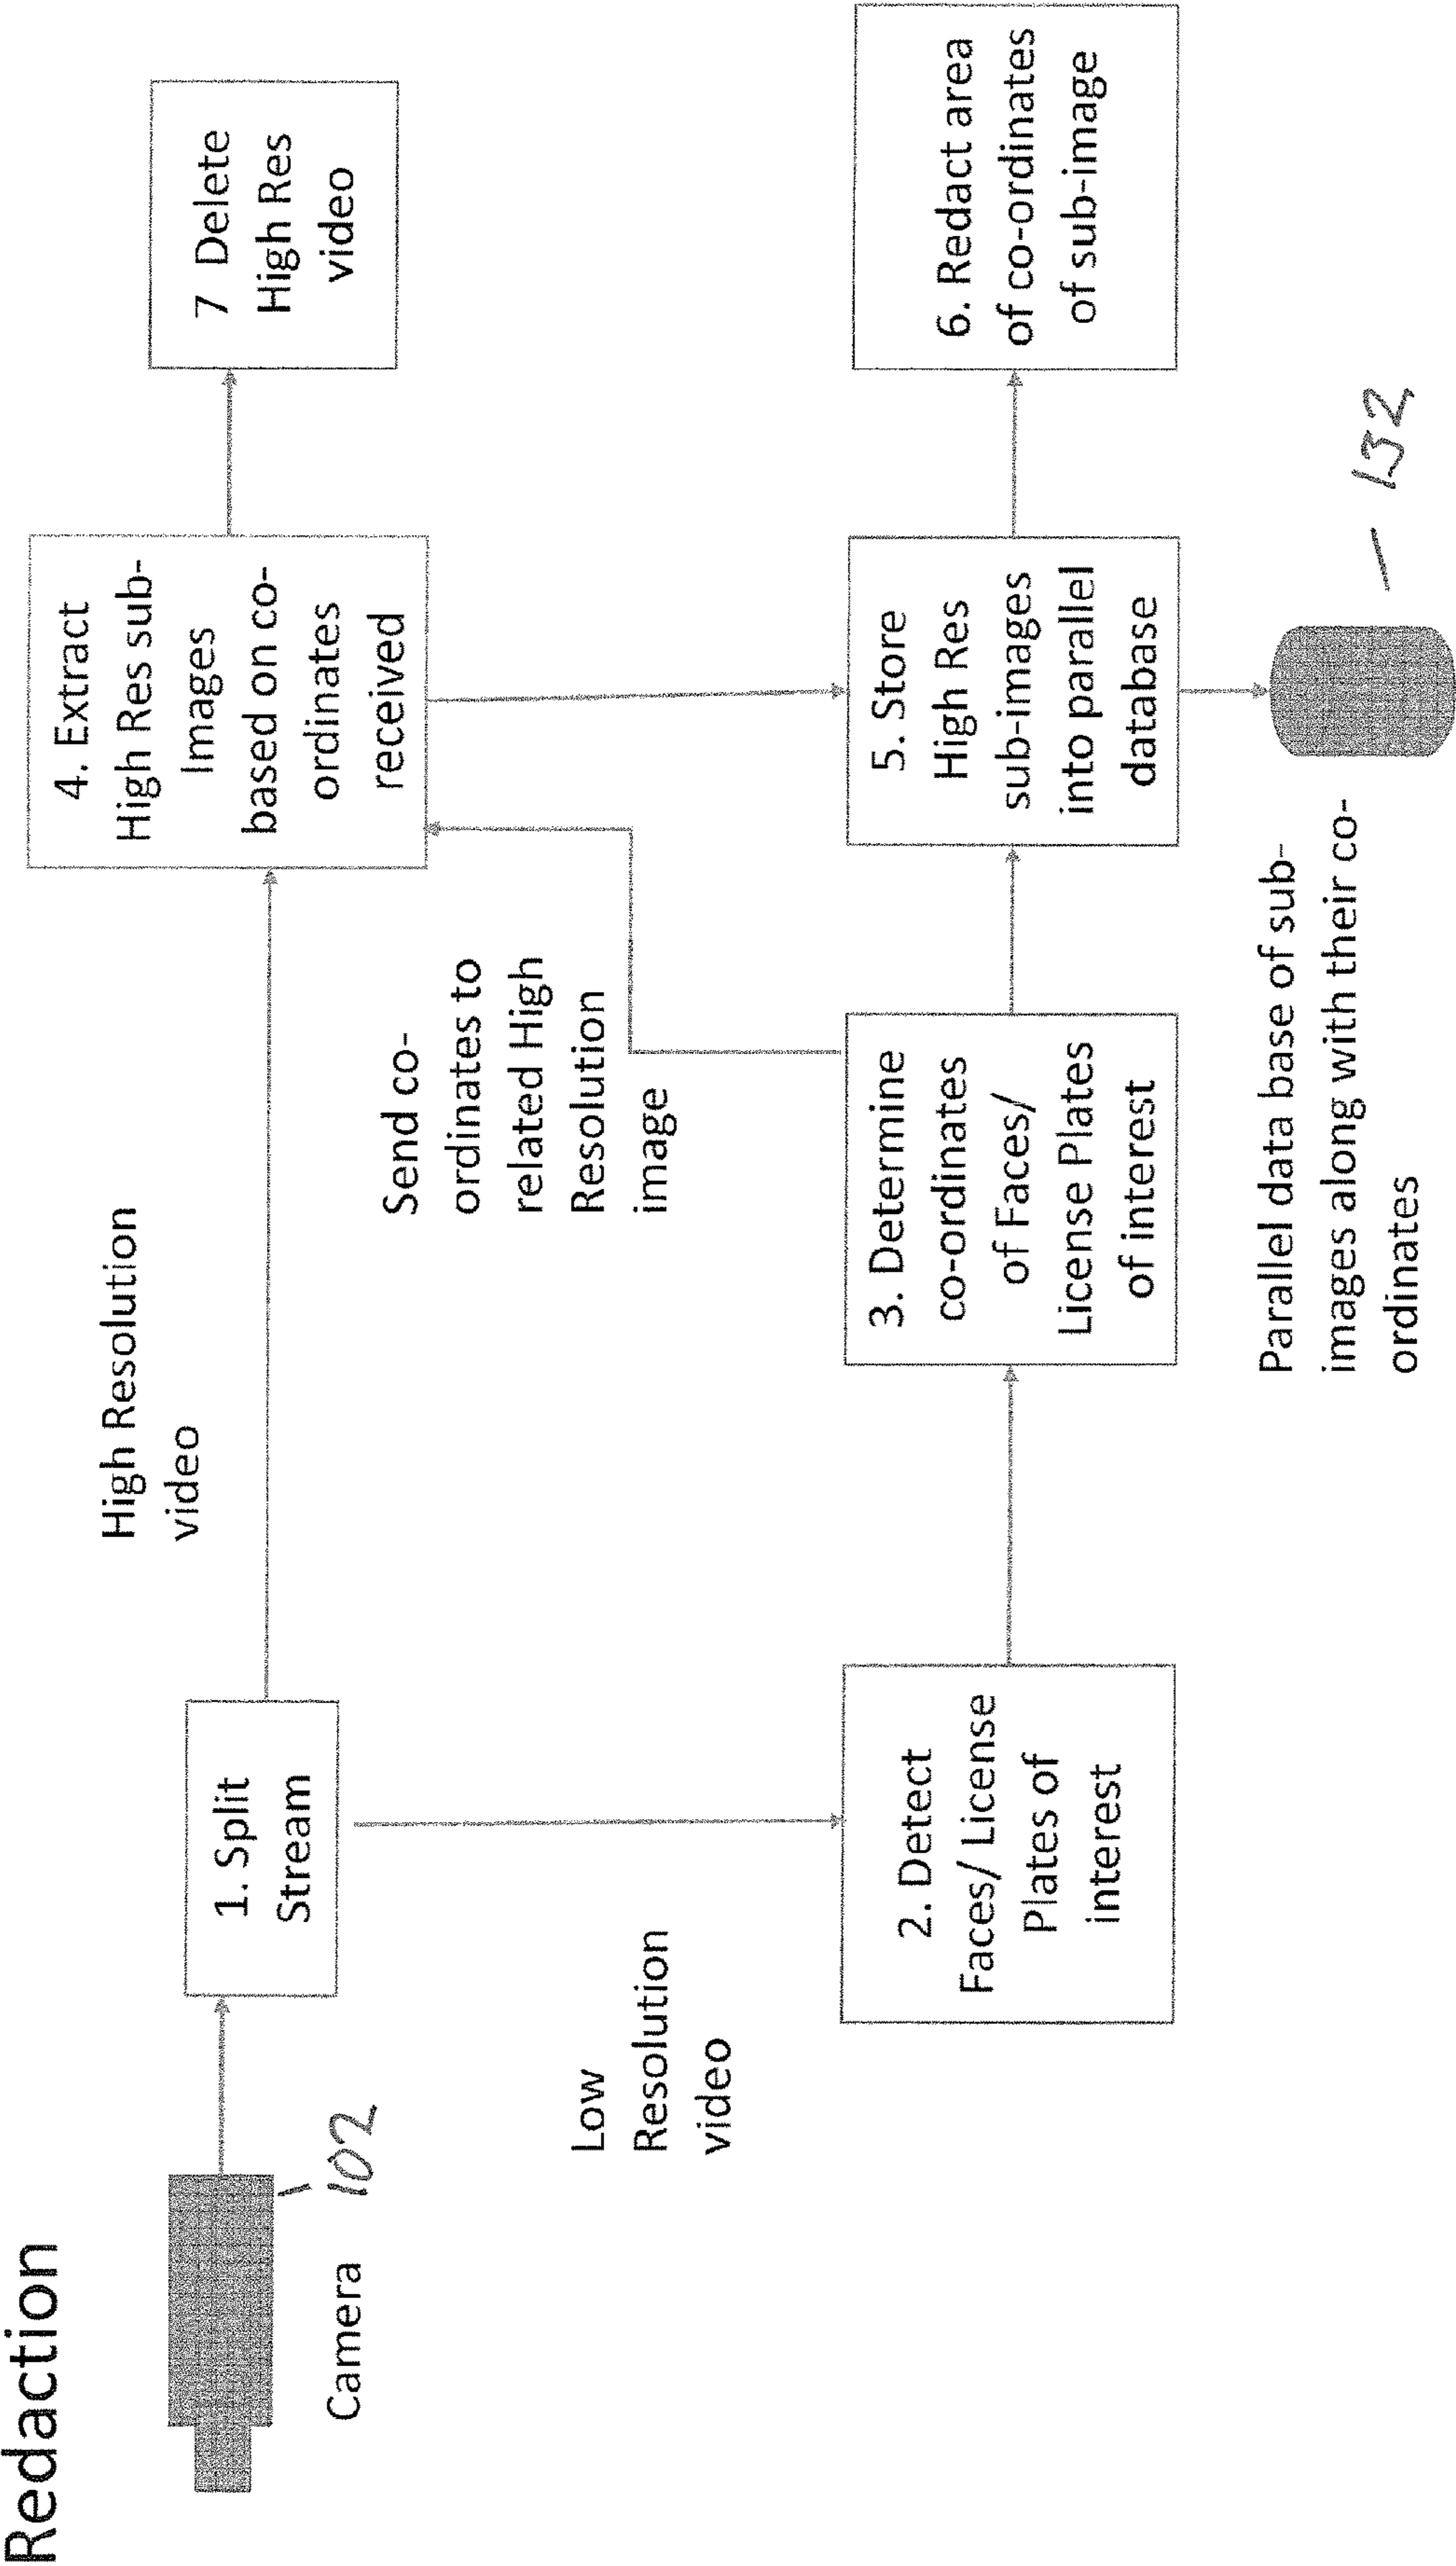 Redaction
Camera
102
1. Split
Stream
High Resolution
video
Low
Resolution
video
2. Detect
Faces/ License
Plates of
interest
3. Determine
co-ordinates
of Faces/
License Plates
of interest
Send co-
ordinates to
related High
Resolution
image
4. Extract
High Res sub-
Images
based on co-
ordinates
received
5. Store
High Res
sub-images
into parallel
database
6. Redact area
of co-ordinates
of sub-image
7 Delete
High Res
video
Parallel data base of sub-
images along with their co-
ordinates
132